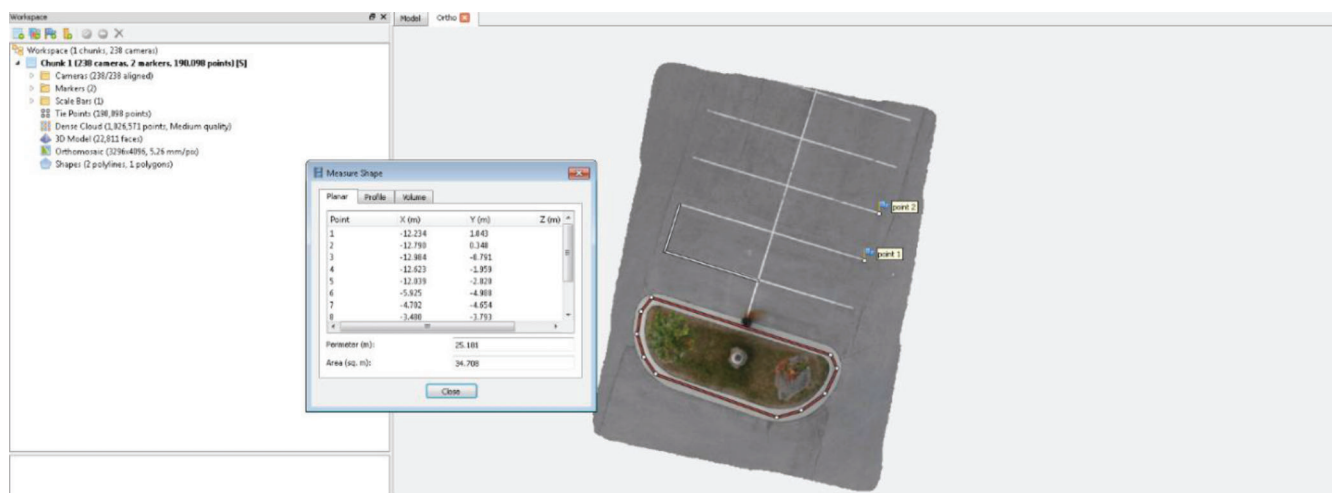 Workspace
Model Ortho
Workspace (1 chunks, 238 cameras)
Chunk 1 (238 cameras, 2 markers, 190,098 points) [S]
Cameras (238/238 aligned)
Markers (2)
Scale Bars (1)
Tie Points (190,098 points)
Dense Cloud (1,826,571 points, Medium quality)
3D Model (22,811 faces)
Orthomosaic (3296x4096, 5.26 mm/pix)
Shapes (2 polylines, 1 polygons)
Measure Shape
Planar Profile Volume
Point X (m) Y (m) Z (m)
1 -12.234 1.043
2 -12.790 0.348
3 -12.984 -0.791
4 -12.623 -1.959
5 -12.039 -2.828
6 -5.925 -4.908
7 -4.702 -4.654
8 -3.400 -3.793
Perimeter (m): 25.181
Area (sq. m): 34.708
Close
point 2
point 1